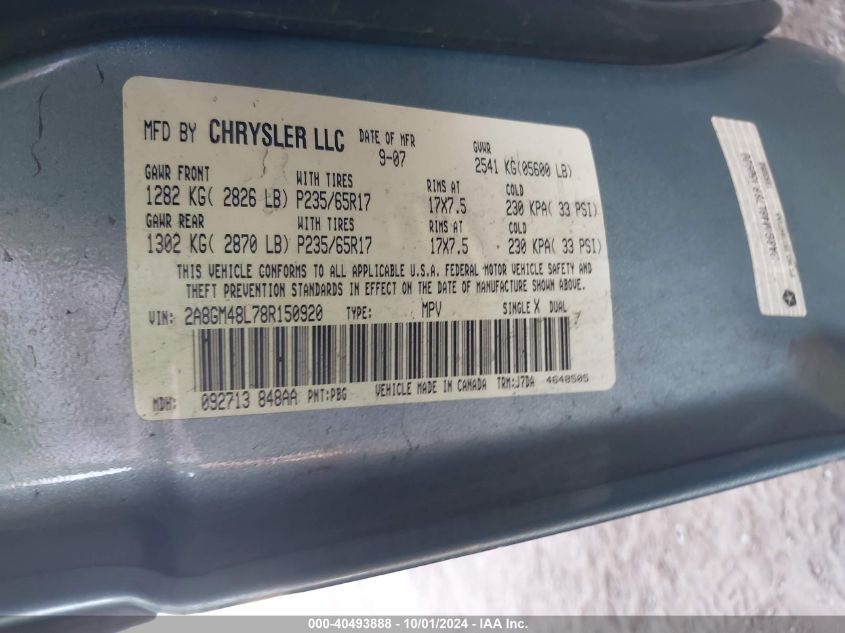 MFD BY CHRYSLER LLC DATE OF MFR 9-07 GVWR 2541 KG(05600 LB)
GAWR FRONT WITH TIRES RIMS AT COLD
1282 KG( 2826 LB) P235/65R17 17X7.5 230 KPA( 33 PSI)
GAWR REAR WITH TIRES RIMS AT COLD
1302 KG( 2870 LB) P235/65R17 17X7.5 230 KPA( 33 PSI)
THIS VEHICLE CONFORMS TO ALL APPLICABLE U.S.A. FEDERAL MOTOR VEHICLE SAFETY AND
THEFT PREVENTION STANDARDS IN EFFECT ON THE DATE OF MANUFACTURE SHOWN ABOVE.
VIN: 2A8GM48L78R150920 TYPE: MPV SINGLE X DUAL
MDH: 092713 848AA PNT:PBG VEHICLE MADE IN CANADA TRM:J7DA 4648505
000-40493888 - 10/01/2024 - IAA Inc.